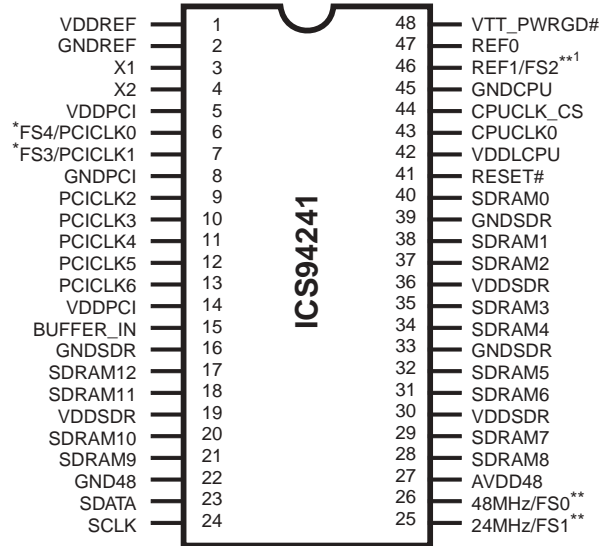 VDDREF 1 48 VTT_PWRGD#
GNDREF 2 47 REF0
X1 3 46 REF1/FS2**1
X2 4 45 GNDCPU
VDDPCI 5 44 CPUCLK_CS
*FS4/PCICLK0 6 43 CPUCLK0
*FS3/PCICLK1 7 42 VDDLCPU
GNDPCI 8 41 RESET#
PCICLK2 9 40 SDRAM0
PCICLK3 10 39 GNDSDR
PCICLK4 11 38 SDRAM1
PCICLK5 12 37 SDRAM2
PCICLK6 13 36 VDDSDR
VDDPCI 14 35 SDRAM3
BUFFER_IN 15 34 SDRAM4
GNDSDR 16 33 GNDSDR
SDRAM12 17 32 SDRAM5
SDRAM11 18 31 SDRAM6
VDDSDR 19 30 VDDSDR
SDRAM10 20 29 SDRAM7
SDRAM9 21 28 SDRAM8
GND48 22 27 AVDD48
SDATA 23 26 48MHz/FS0**
SCLK 24 25 24MHz/FS1**
ICS94241